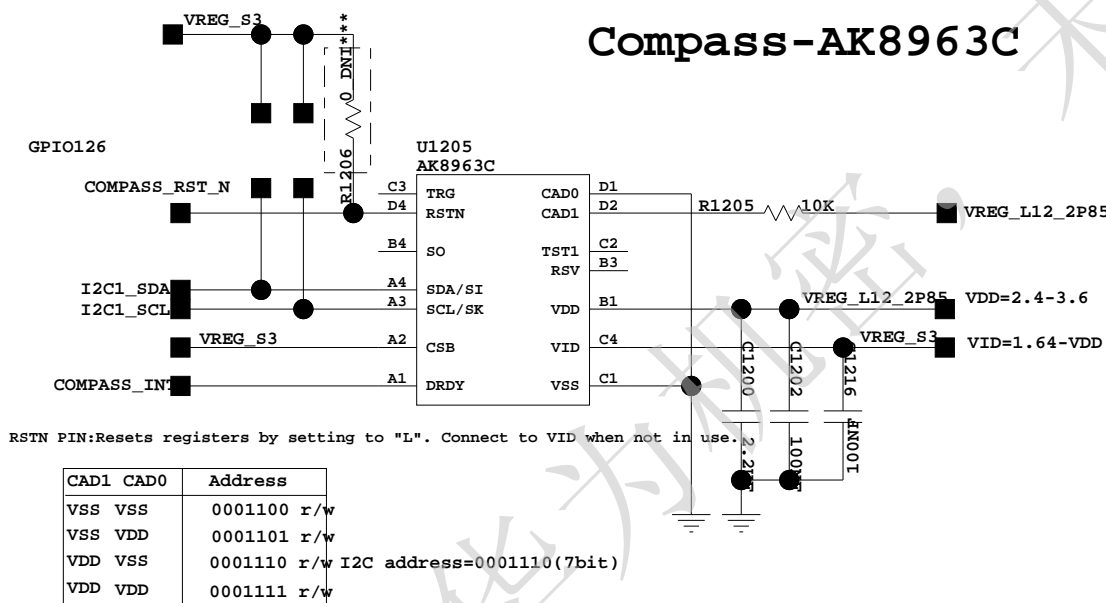 VREG_S3
Compass-AK8963C
0 DNI***
R1206
GPIO126
U1205
AK8963C
COMPASS_RST_N
C3 TRG CAD0 D1
D4 RSTN CAD1 D2 R1205 10K VREG_L12_2P85
B4 SO TST1 C2
RSV B3
I2C1_SDA A4 SDA/SI
I2C1_SCL A3 SCL/SK VDD B1 VREG_L12_2P85 VDD=2.4-3.6
VREG_S3 A2 CSB VID C4 VREG_S3 VID=1.64-VDD
COMPASS_INT A1 DRDY VSS C1
C1200 C1202 C1216
100NF
RSTN PIN:Resets registers by setting to "L". Connect to VID when not in use.
CAD1 CAD0 Address
VSS VSS 0001100 r/w
VSS VDD 0001101 r/w
VDD VSS 0001110 r/w I2C address=0001110(7bit)
VDD VDD 0001111 r/w
华为机密,